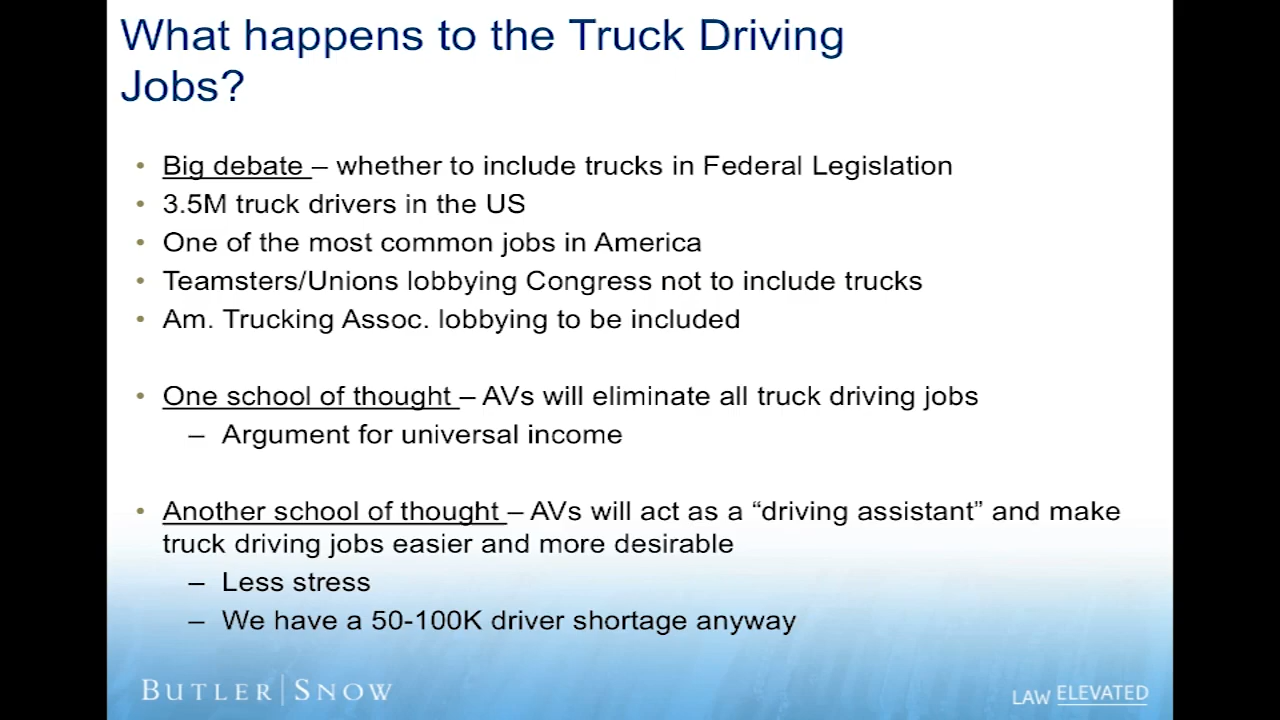 What happens to the Truck Driving
Jobs?
• Big debate – whether to include trucks in Federal Legislation
• 3.5M truck drivers in the US
• One of the most common jobs in America
• Teamsters/Unions lobbying Congress not to include trucks
• Am. Trucking Assoc. lobbying to be included
• One school of thought – AVs will eliminate all truck driving jobs
– Argument for universal income
• Another school of thought – AVs will act as a “driving assistant” and make
truck driving jobs easier and more desirable
– Less stress
– We have a 50-100K driver shortage anyway
BUTLER | SNOW
LAW ELEVATED